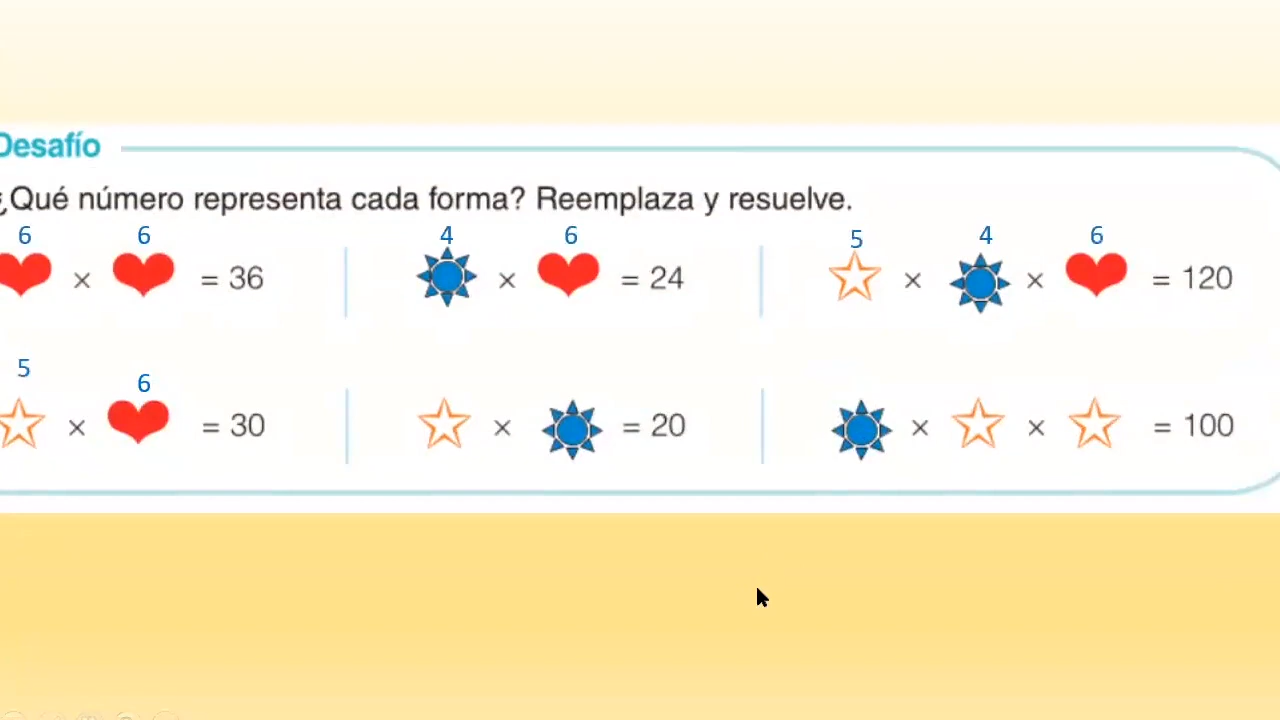 Desafío
¿Qué número representa cada forma? Reemplaza y resuelve.
6 6 4 6 5 4 6
× = 36 × = 24 × × = 120
5 6
× = 30 × = 20 × × = 100